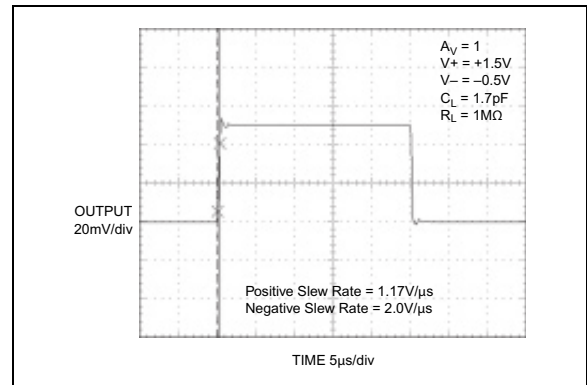 A_V = 1
V+ = +1.5V
V– = –0.5V
C_L = 1.7pF
R_L = 1MΩ
OUTPUT
20mV/div
Positive Slew Rate = 1.17V/µs
Negative Slew Rate = 2.0V/µs
TIME 5µs/div